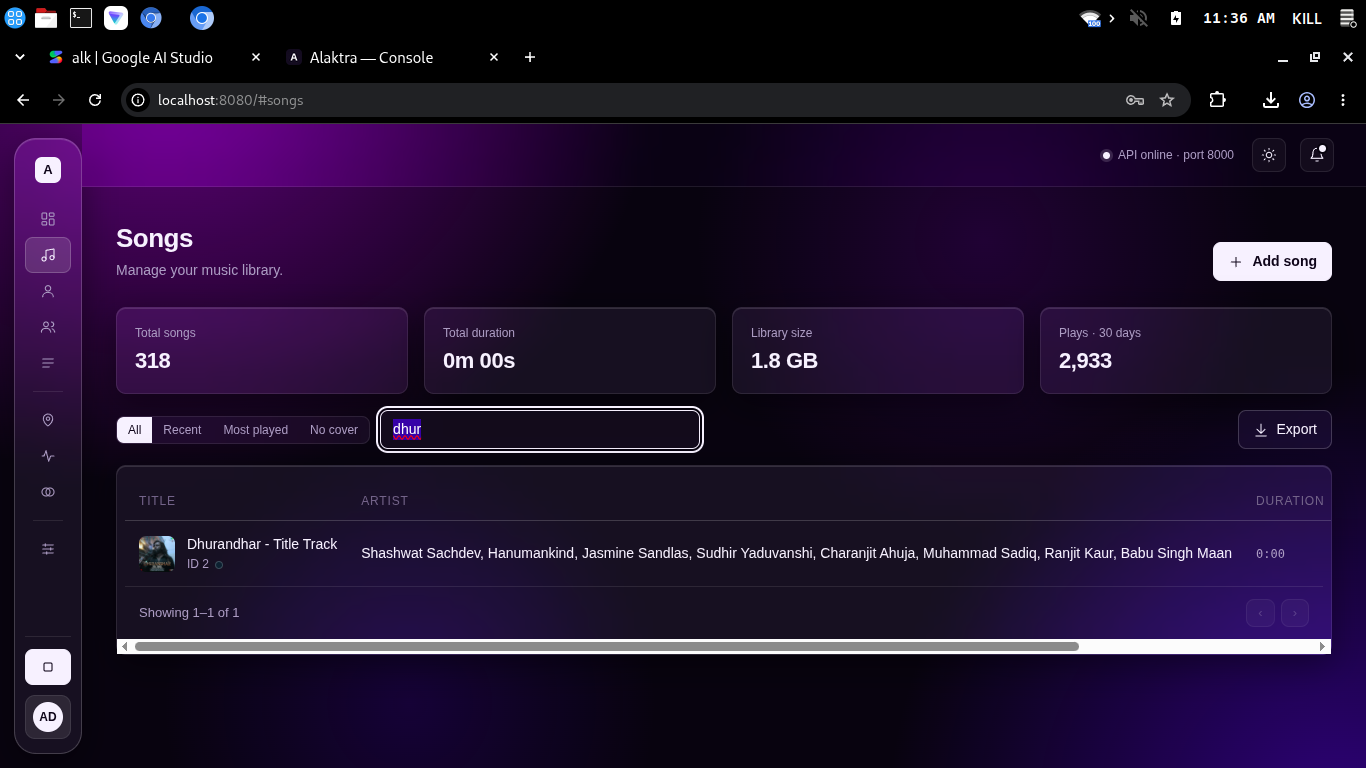 11:36 AM KILL
100
alk | Google AI Studio
A Alaktra — Console
localhost:8080/#songs
A
API online · port 8000
Songs
Manage your music library.
Add song
Total songs
318
Total duration
0m 00s
Library size
1.8 GB
Plays · 30 days
2,933
All Recent Most played No cover
dhur
Export
TITLE ARTIST DURATION
Dhurandhar - Title Track
ID 2
Shashwat Sachdev, Hanumankind, Jasmine Sandlas, Sudhir Yaduvanshi, Charanjit Ahuja, Muhammad Sadiq, Ranjit Kaur, Babu Singh Maan
0:00
Showing 1–1 of 1
AD